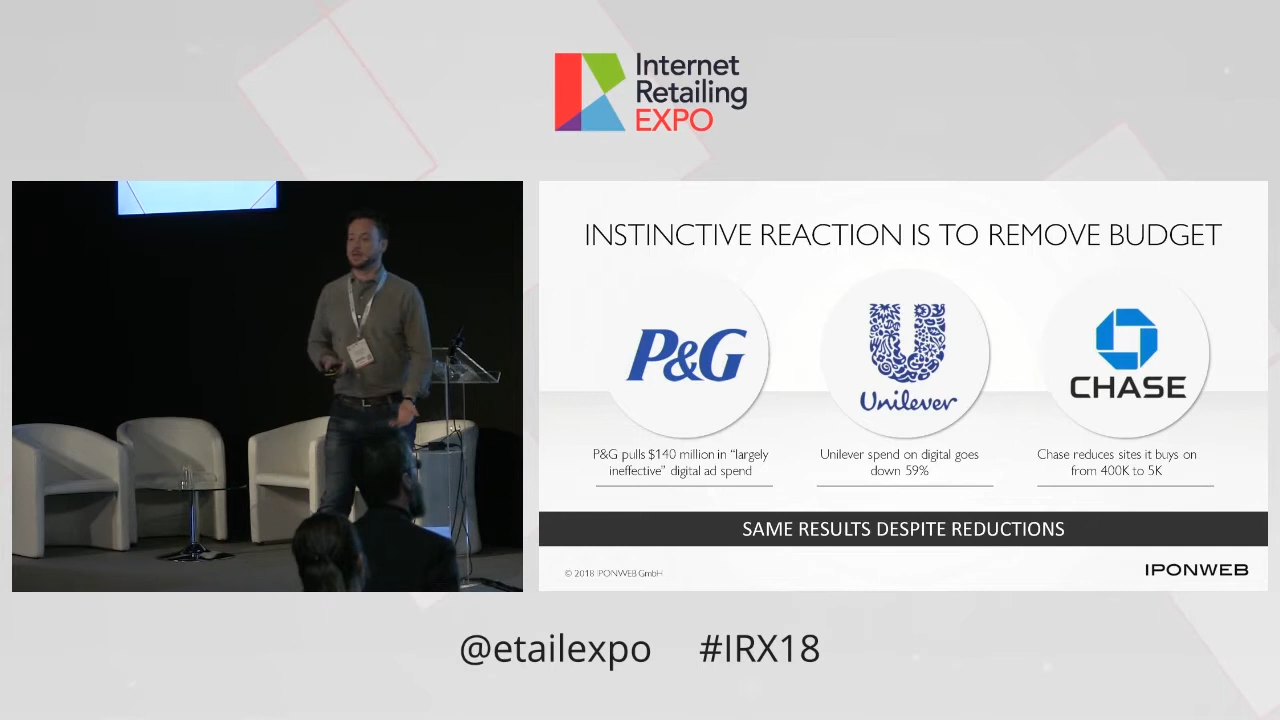 Internet
Retailing
EXPO
INSTINCTIVE REACTION IS TO REMOVE BUDGET
P&G
Unilever
CHASE
P&G pulls $140 million in “largely
ineffective” digital ad spend
Unilever spend on digital goes
down 59%
Chase reduces sites it buys on
from 400K to 5K
SAME RESULTS DESPITE REDUCTIONS
© 2018 IPONWEB GmbH
IPONWEB
@etailexpo #IRX18